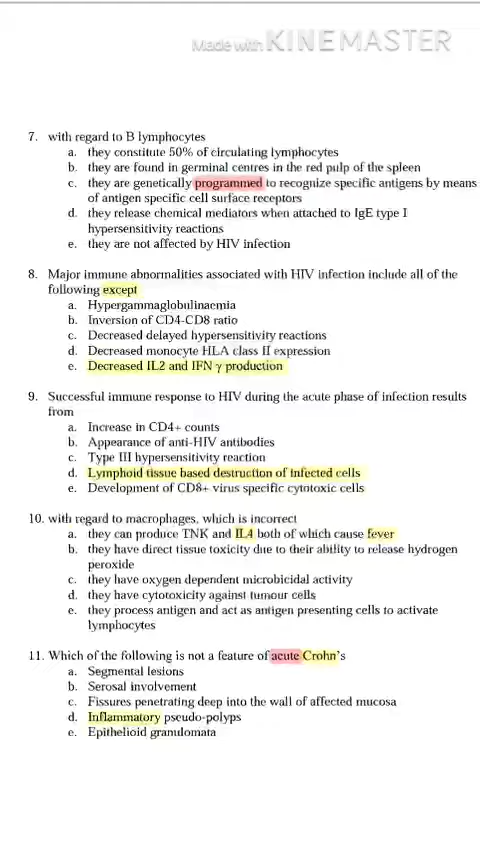 Made with KINEMASTER
7. with regard to B lymphocytes
a. they constitute 50% of circulating lymphocytes
b. they are found in germinal centres in the red pulp of the spleen
c. they are genetically programmed to recognize specific antigens by means
of antigen specific cell surface receptors
d. they release chemical mediators when attached to IgE type I
hypersensitivity reactions
e. they are not affected by HIV infection
8. Major immune abnormalities associated with HIV infection include all of the
following except
a. Hypergammaglobulinaemia
b. Inversion of CD4-CD8 ratio
c. Decreased delayed hypersensitivity reactions
d. Decreased monocyte HLA class II expression
e. Decreased IL2 and IFN γ production
9. Successful immune response to HIV during the acute phase of infection results
from
a. Increase in CD4+ counts
b. Appearance of anti-HIV antibodies
c. Type III hypersensitivity reaction
d. Lymphoid tissue based destruction of infected cells
e. Development of CD8+ virus specific cytotoxic cells
10. with regard to macrophages, which is incorrect
a. they can produce TNK and IL4 both of which cause fever
b. they have direct tissue toxicity due to their ability to release hydrogen
peroxide
c. they have oxygen dependent microbicidal activity
d. they have cytotoxicity against tumour cells
e. they process antigen and act as antigen presenting cells to activate
lymphocytes
11. Which of the following is not a feature of acute Crohn's
a. Segmental lesions
b. Serosal involvement
c. Fissures penetrating deep into the wall of affected mucosa
d. Inflammatory pseudo-polyps
e. Epithelioid granulomata